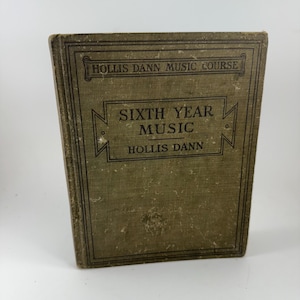 HOLLIS DANN MUSIC COURSE
SIXTH YEAR
MUSIC
HOLLIS DANN